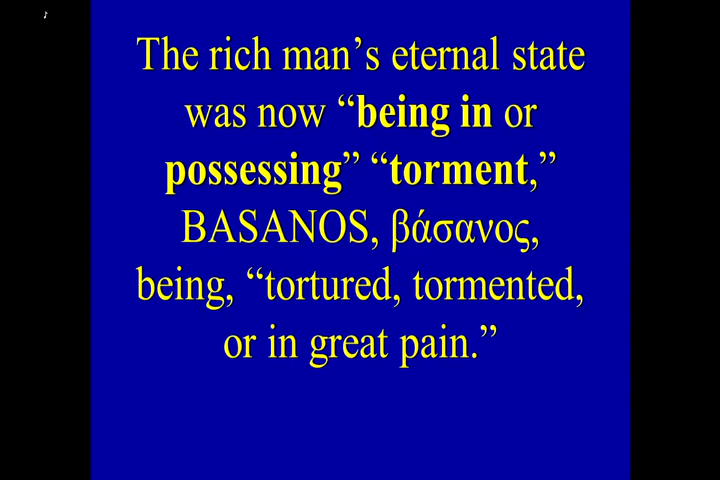 The rich man’s eternal state
was now “being in or
possessing” “torment,”
BASANOS, βάσανος,
being, “tortured, tormented,
or in great pain.”